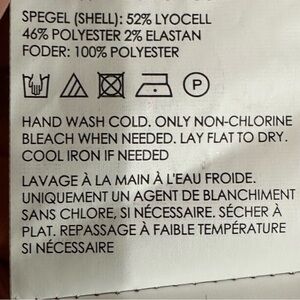 SPEGEL (SHELL): 52% LYOCELL
46% POLYESTER 2% ELASTAN
FODER: 100% POLYESTER
P
HAND WASH COLD. ONLY NON-CHLORINE
BLEACH WHEN NEEDED. LAY FLAT TO DRY.
COOL IRON IF NEEDED
LAVAGE À LA MAIN À L'EAU FROIDE.
UNIQUEMENT UN AGENT DE BLANCHIMENT
SANS CHLORE, SI NÉCESSAIRE. SÉCHER À
PLAT. REPASSAGE À FAIBLE TEMPÉRATURE
SI NÉCESSAIRE